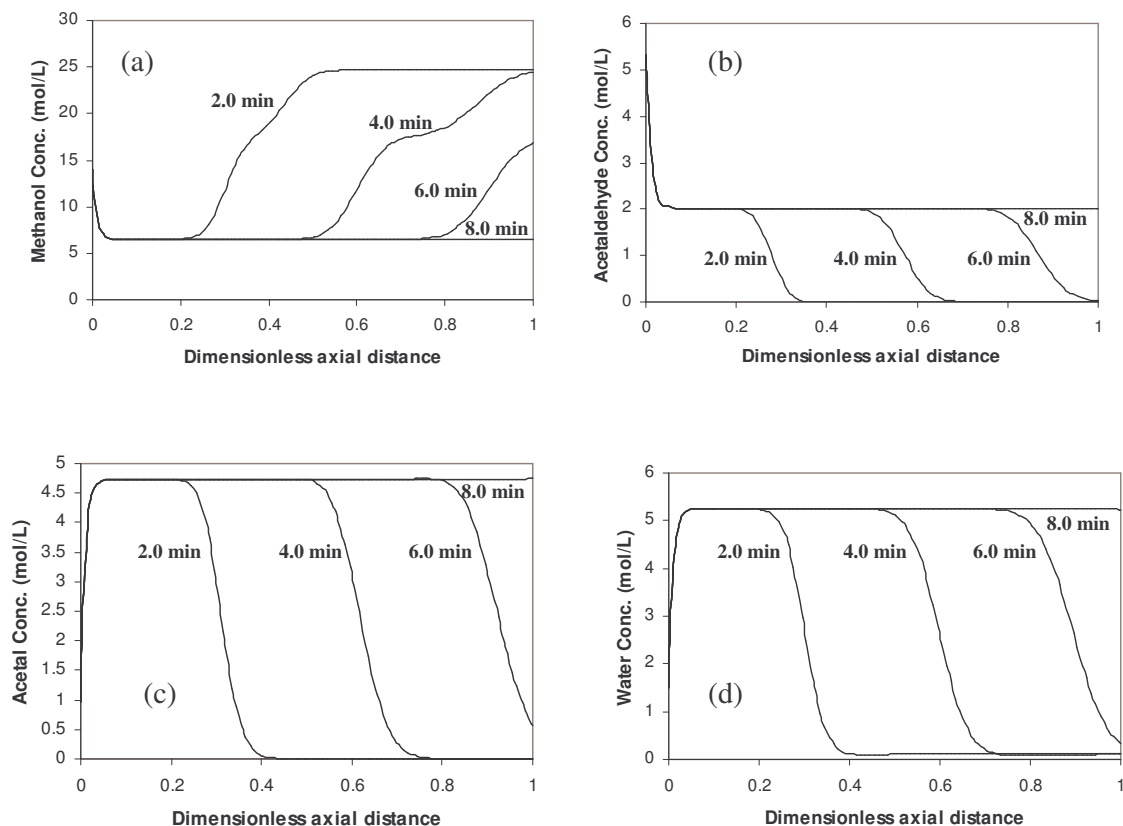 Methanol Conc. (mol/L)
30
25
20
15
10
5
0
(a)
2.0 min
4.0 min
6.0 min
8.0 min
0 0.2 0.4 0.6 0.8 1
Dimensionless axial distance
Acetaldehyde Conc. (mol/L)
6
5
4
3
2
1
0
(b)
2.0 min
4.0 min
6.0 min
8.0 min
0 0.2 0.4 0.6 0.8 1
Dimensionless axial distance
Acetal Conc. (mol/L)
5
4.5
4
3.5
3
2.5
2
1.5
1
0.5
0
(c)
2.0 min
4.0 min
6.0 min
8.0 min
0 0.2 0.4 0.6 0.8 1
Dimensionless axial distance
Water Conc. (mol/L)
6
5
4
3
2
1
0
(d)
2.0 min
4.0 min
6.0 min
8.0 min
0 0.2 0.4 0.6 0.8 1
Dimensionless axial distance